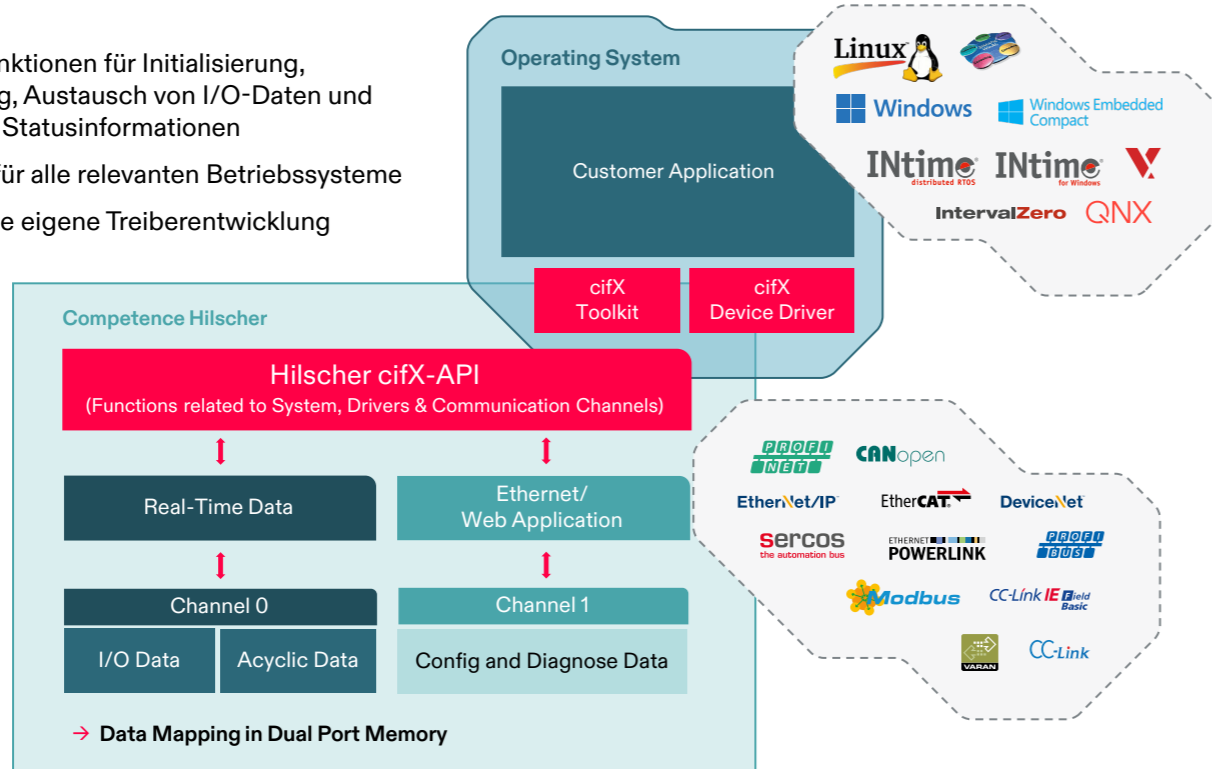 nktionen für Initialisierung,
g, Austausch von I/O-Daten und
Statusinformationen
für alle relevanten Betriebssysteme
e eigene Treiberentwicklung
Operating System
Customer Application
cifX
Toolkit
cifX
Device Driver
Linux
Windows
Windows Embedded
Compact
INtime
distributed RTOS
INtime
for Windows
IntervalZero
QNX
Competence Hilscher
Hilscher cifX-API
(Functions related to System, Drivers & Communication Channels)
Real-Time Data
Ethernet/
Web Application
Channel 0
Channel 1
I/O Data
Acyclic Data
Config and Diagnose Data
→ Data Mapping in Dual Port Memory
PROFI
NET
CANopen
EtherNet/IP
EtherCAT
DeviceNet
sercos
the automation bus
ETHERNET
POWERLINK
PROFI
BUS
Modbus
CC-Link IE Field
Basic
VARAN
CC-Link